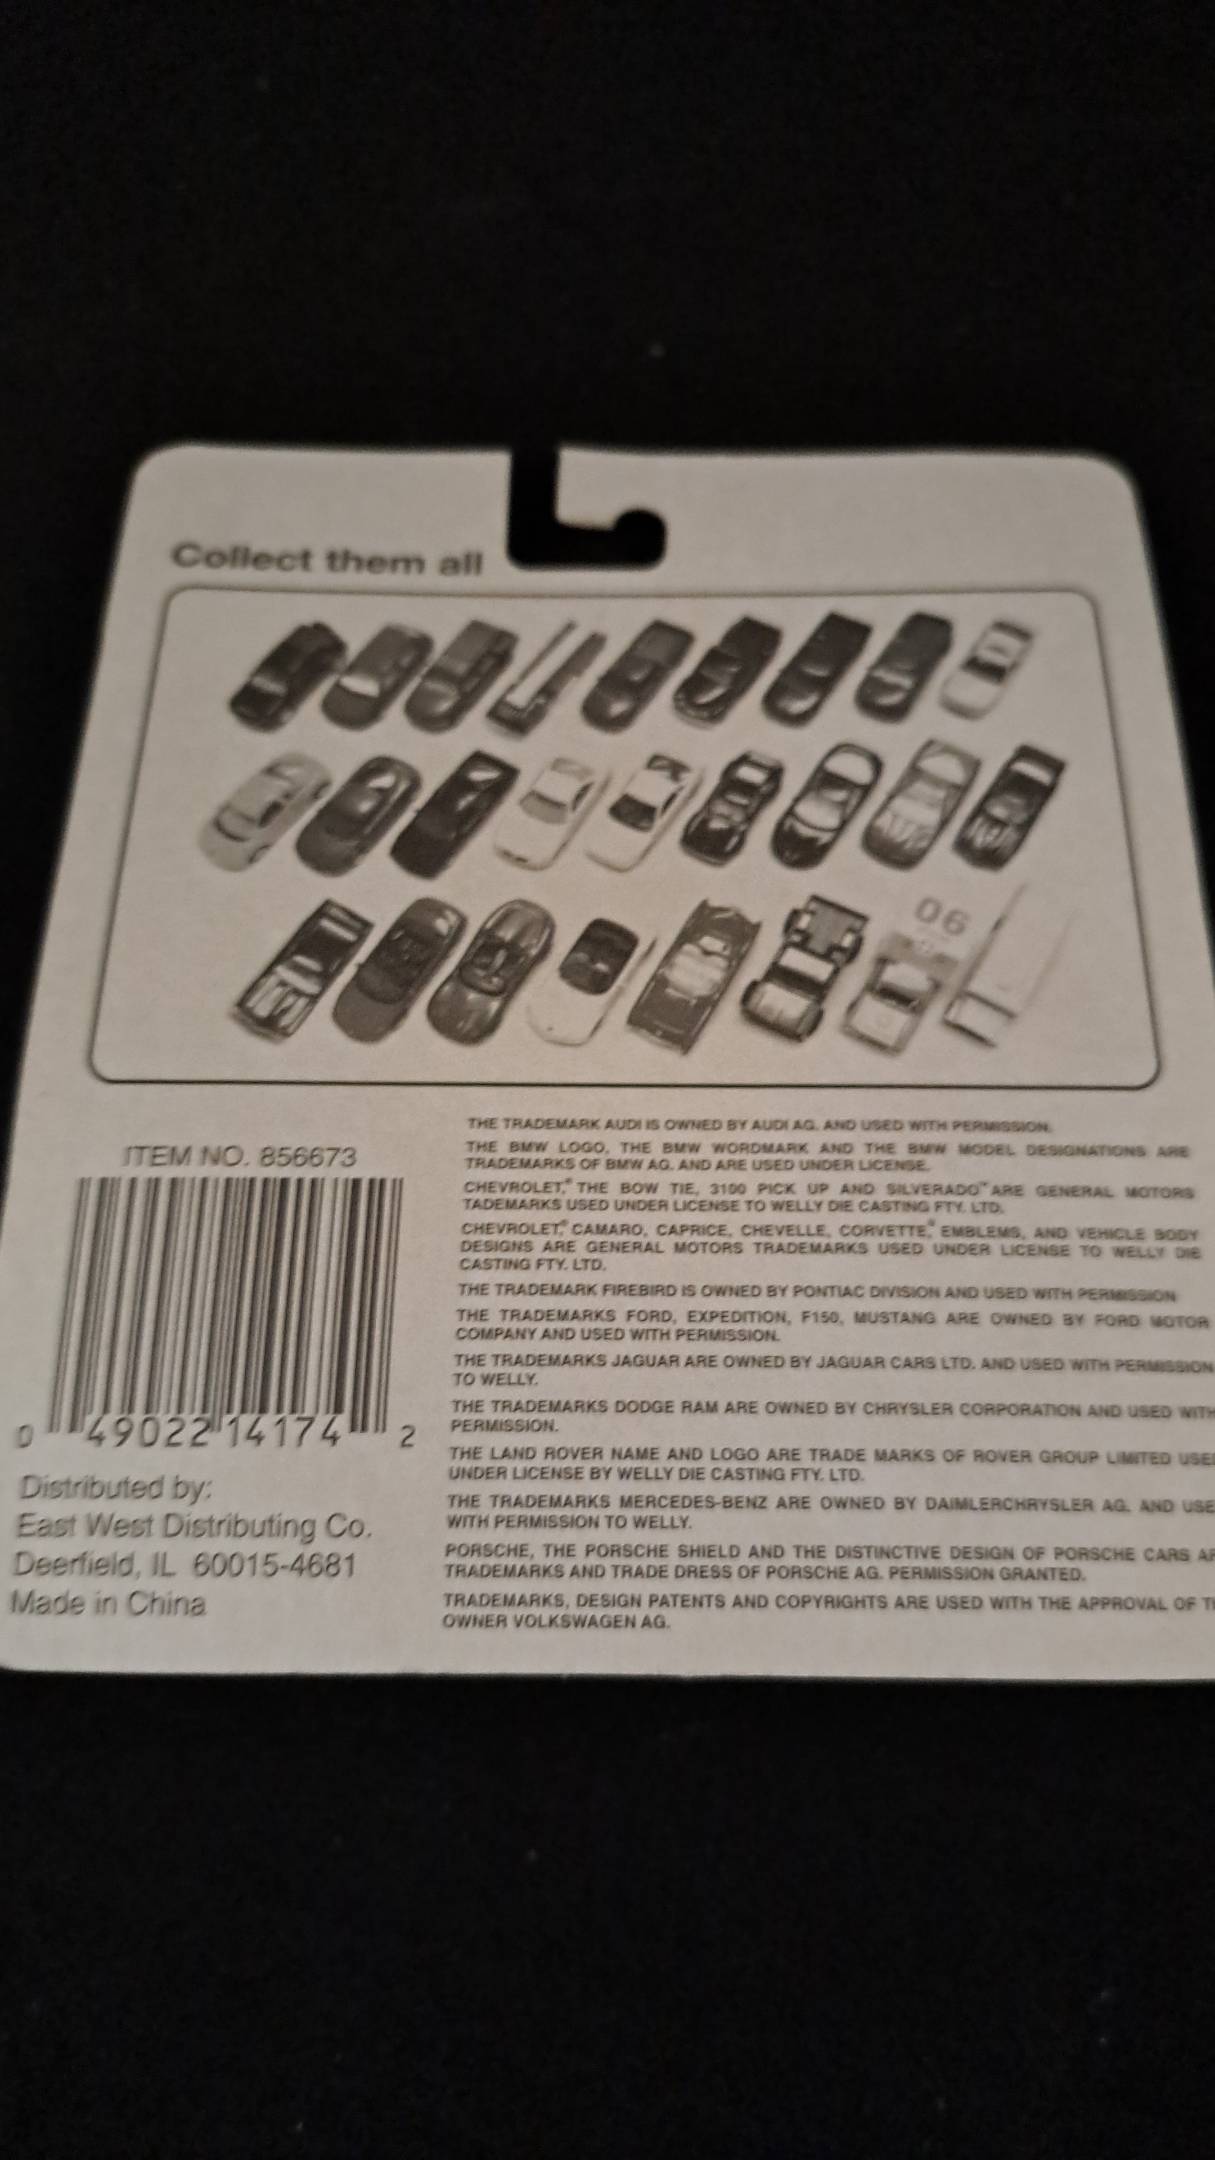 Collect them all
06
ITEM NO. 856673
0 49022 14174 2
Distributed by:
East West Distributing Co.
Deerfield, IL 60015-4681
Made in China
THE TRADEMARK AUDI IS OWNED BY AUDI AG. AND USED WITH PERMISSION.
THE BMW LOGO, THE BMW WORDMARK AND THE BMW MODEL DESIGNATIONS ARE
TRADEMARKS OF BMW AG. AND ARE USED UNDER LICENSE.
CHEVROLET,® THE BOW TIE, 3100 PICK UP AND SILVERADO™ ARE GENERAL MOTORS
TADEMARKS USED UNDER LICENSE TO WELLY DIE CASTING FTY. LTD.
CHEVROLET,® CAMARO, CAPRICE, CHEVELLE, CORVETTE,® EMBLEMS, AND VEHICLE BODY
DESIGNS ARE GENERAL MOTORS TRADEMARKS USED UNDER LICENSE TO WELLY DIE
CASTING FTY. LTD.
THE TRADEMARK FIREBIRD IS OWNED BY PONTIAC DIVISION AND USED WITH PERMISSION
THE TRADEMARKS FORD, EXPEDITION, F150, MUSTANG ARE OWNED BY FORD MOTOR
COMPANY AND USED WITH PERMISSION.
THE TRADEMARKS JAGUAR ARE OWNED BY JAGUAR CARS LTD. AND USED WITH PERMISSION
TO WELLY.
THE TRADEMARKS DODGE RAM ARE OWNED BY CHRYSLER CORPORATION AND USED WITH
PERMISSION.
THE LAND ROVER NAME AND LOGO ARE TRADE MARKS OF ROVER GROUP LIMITED USE
UNDER LICENSE BY WELLY DIE CASTING FTY. LTD.
THE TRADEMARKS MERCEDES-BENZ ARE OWNED BY DAIMLERCHRYSLER AG. AND USE
WITH PERMISSION TO WELLY.
PORSCHE, THE PORSCHE SHIELD AND THE DISTINCTIVE DESIGN OF PORSCHE CARS AR
TRADEMARKS AND TRADE DRESS OF PORSCHE AG. PERMISSION GRANTED.
TRADEMARKS, DESIGN PATENTS AND COPYRIGHTS ARE USED WITH THE APPROVAL OF TH
OWNER VOLKSWAGEN AG.